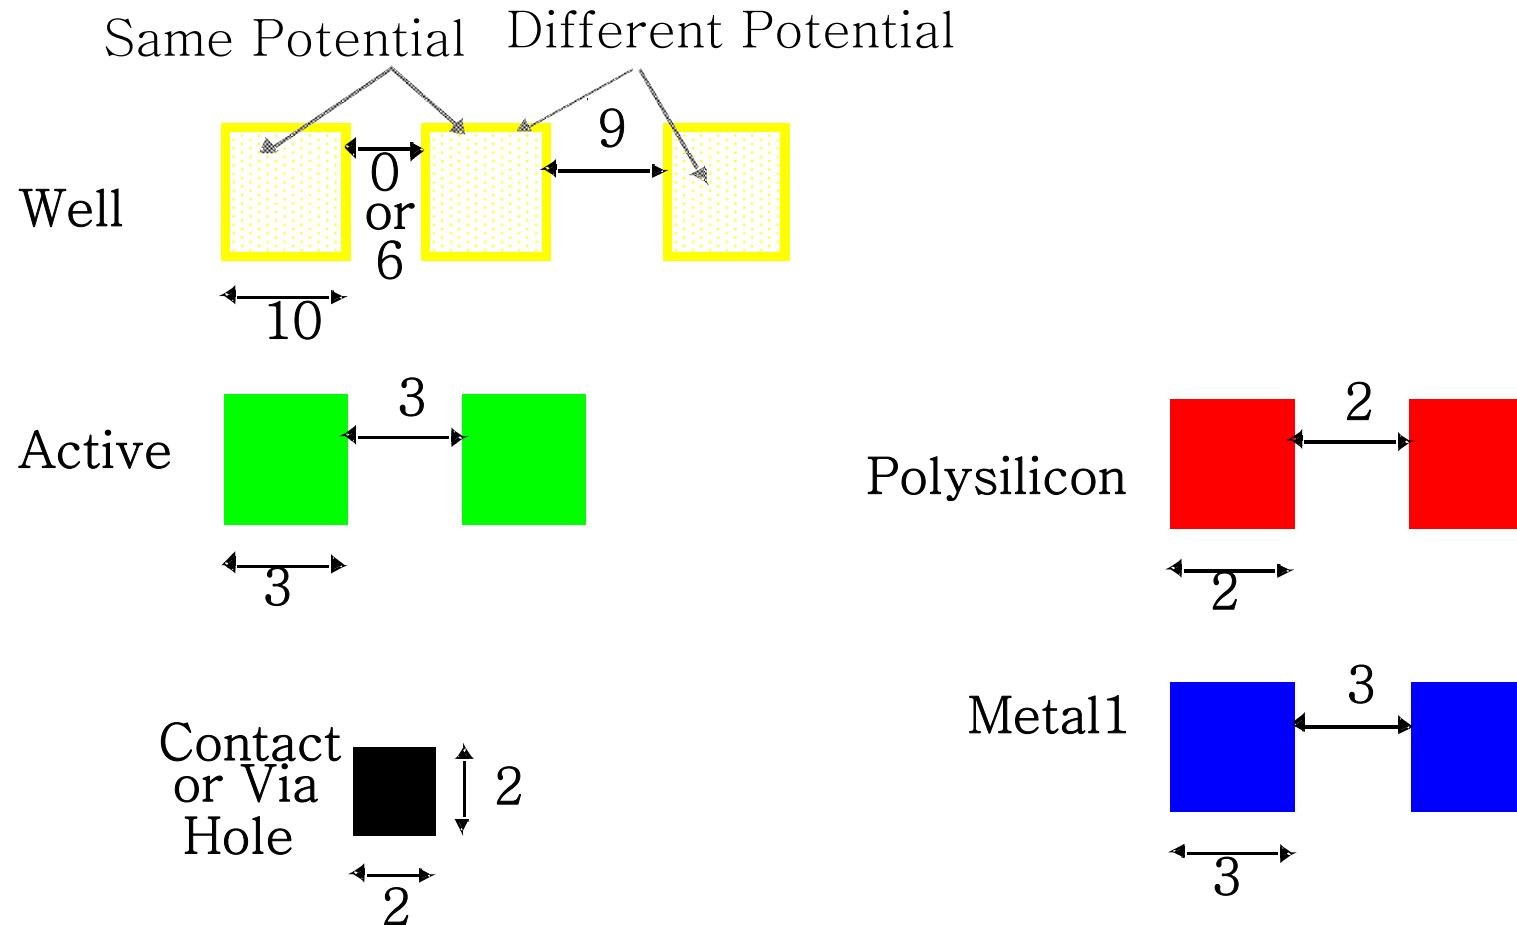 Same Potential
Different Potential
9
0
or
6
Well
10
3
Active
3
2
Polysilicon
2
Contact
or Via
Hole
2
2
3
Metal1
3